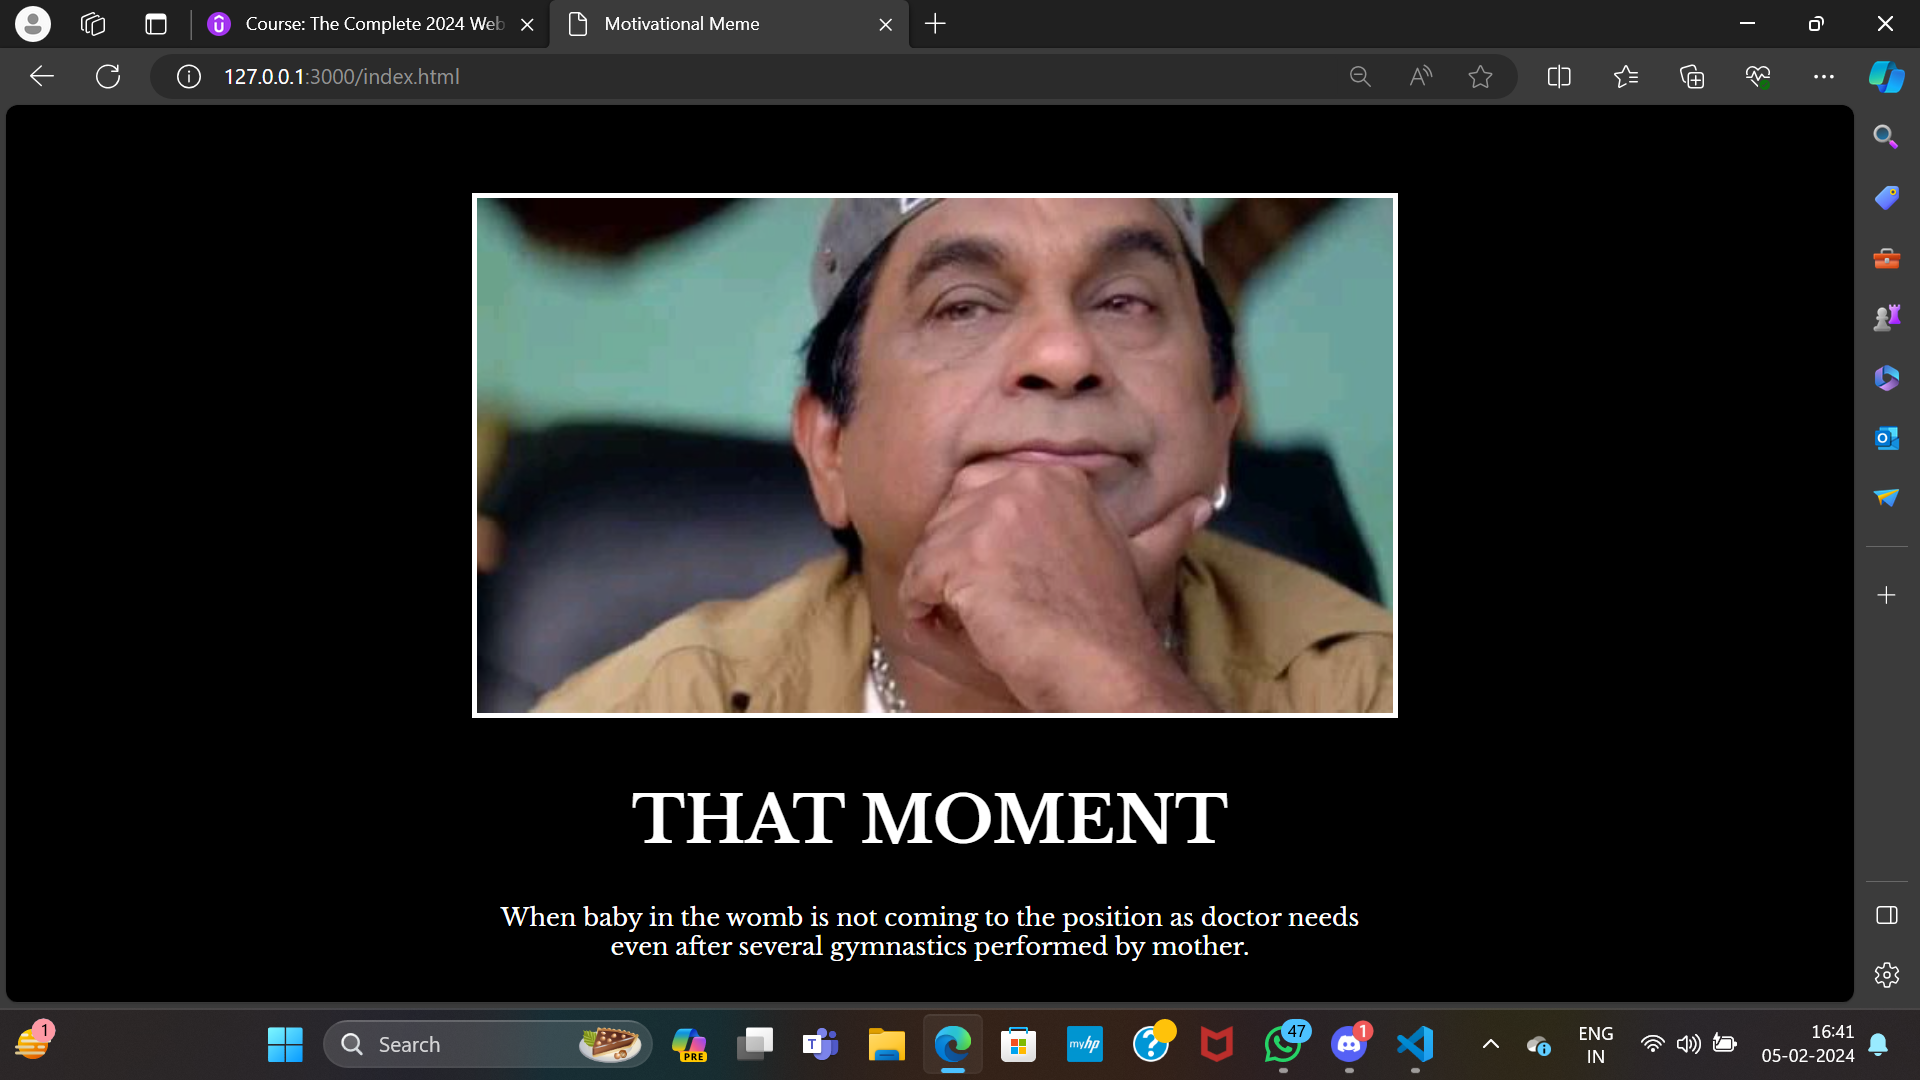 Course: The Complete 2024 Web
Motivational Meme
127.0.0.1:3000/index.html
THAT MOMENT
When baby in the womb is not coming to the position as doctor needs
even after several gymnastics performed by mother.
1
Search
PRE
T
myhp
?
47
1
ENG
IN
16:41
05-02-2024